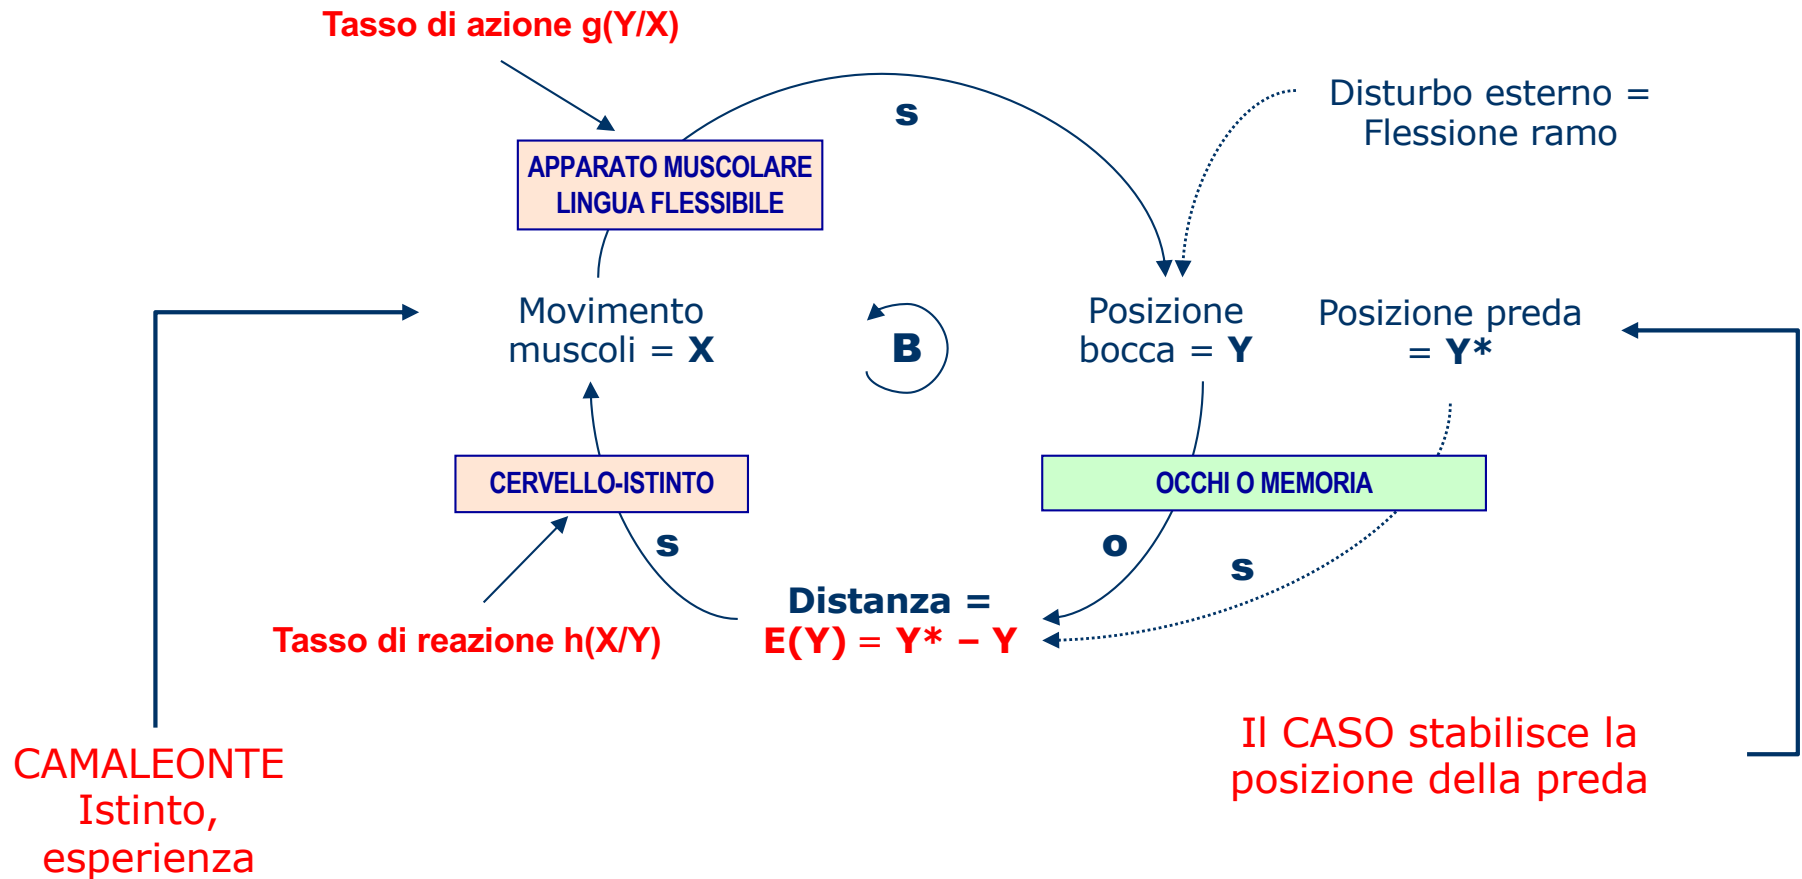 Tasso di azione g(Y/X)
s
Disturbo esterno =
Flessione ramo
APPARATO MUSCOLARE
LINGUA FLESSIBILE
Movimento
muscoli = X
B
Posizione
bocca = Y
Posizione preda
= Y*
CERVELLO-ISTINTO
OCCHI O MEMORIA
s
o
s
Distanza =
E(Y) = Y* – Y
Tasso di reazione h(X/Y)
CAMALEONTE
Istinto,
esperienza
Il CASO stabilisce la
posizione della preda